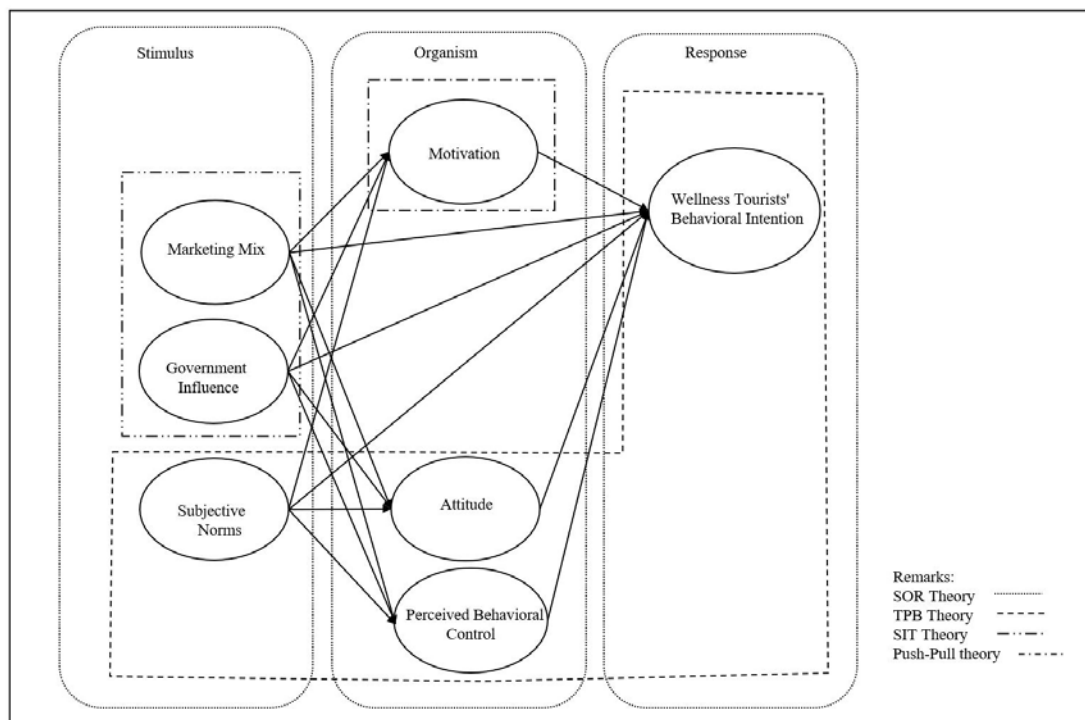 Stimulus
Organism
Response
Motivation
Wellness Tourists'
Behavioral Intention
Marketing Mix
Government
Influence
Subjective
Norms
Attitude
Perceived Behavioral
Control
Remarks:
SOR Theory
TPB Theory
SIT Theory
Push-Pull theory